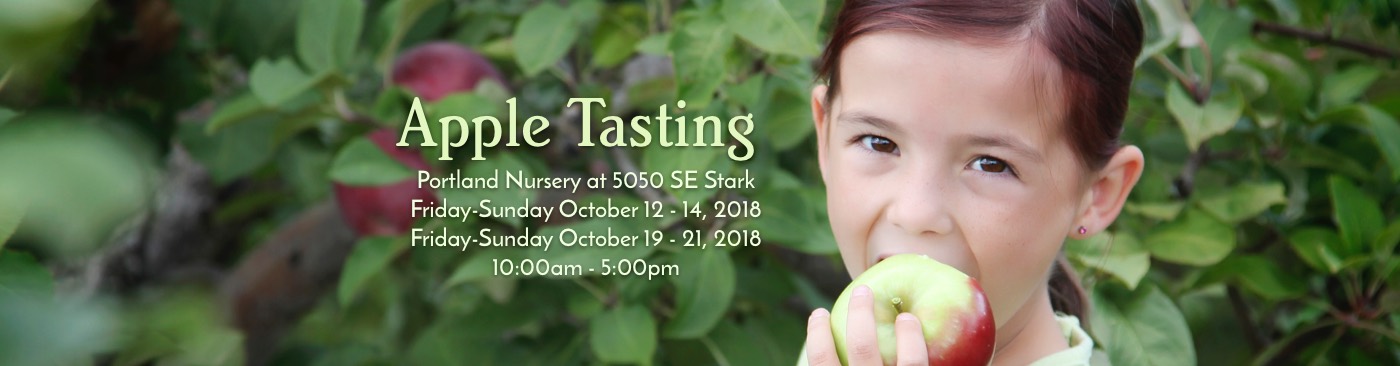 Apple Tasting
Portland Nursery at 5050 SE Stark
Friday-Sunday October 12 - 14, 2018
Friday-Sunday October 19 - 21, 2018
10:00am - 5:00pm